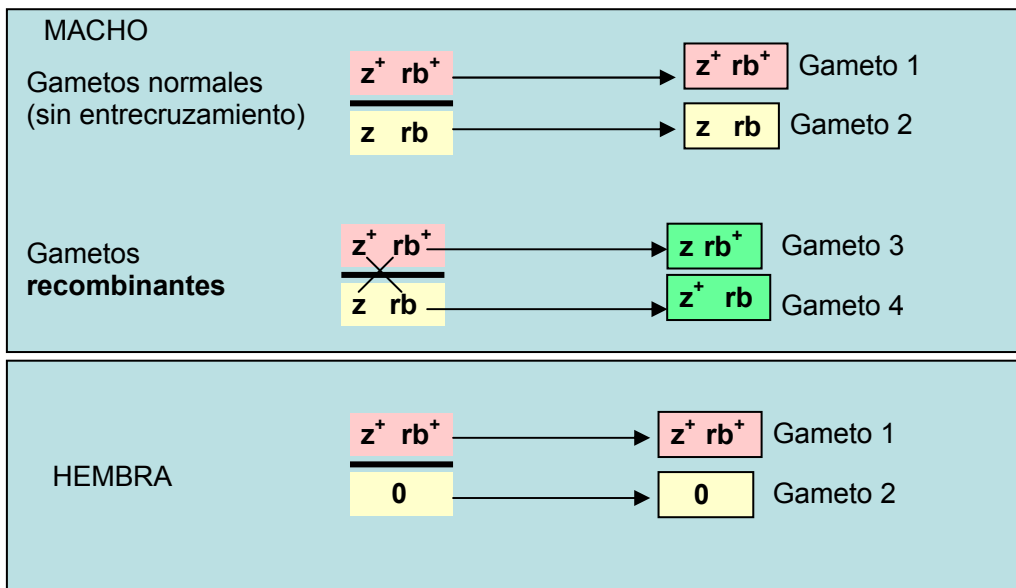 MACHO
Gametos normales
(sin entrecruzamiento)
z⁺ rb⁺
z⁺ rb⁺
Gameto 1
z rb
z rb
Gameto 2
Gametos
recombinantes
z⁺ rb⁺
z rb⁺
Gameto 3
z rb
z⁺ rb
Gameto 4
HEMBRA
z⁺ rb⁺
z⁺ rb⁺
Gameto 1
0
0
Gameto 2